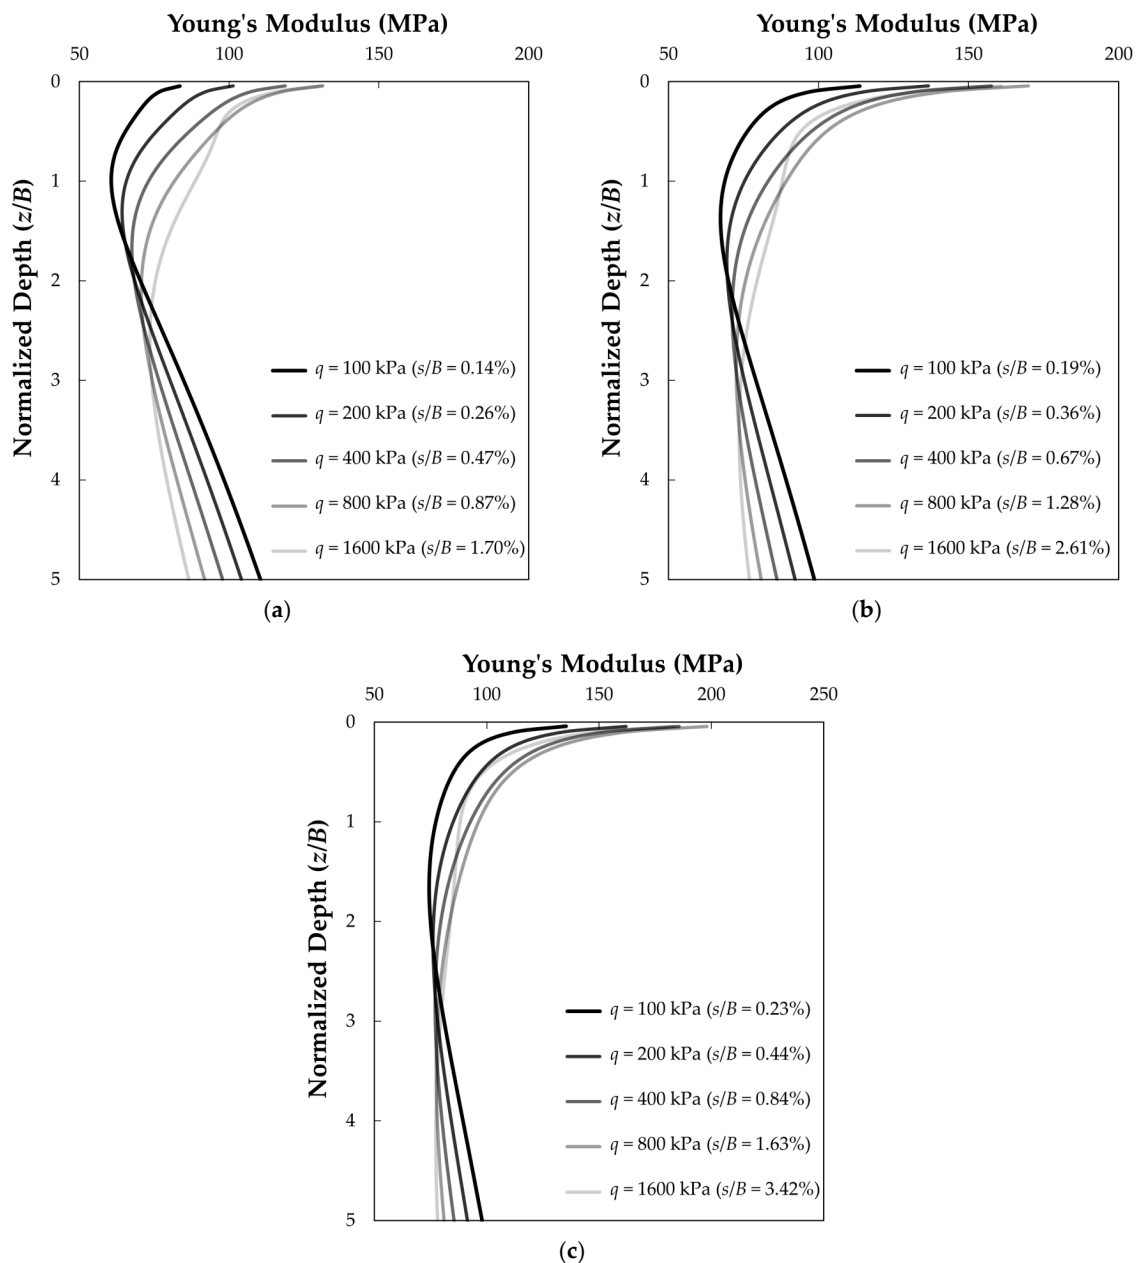 Young's Modulus (MPa)
50 100 150 200
0
1
2
3
4
5
Normalized Depth (z/B)
q = 100 kPa (s/B = 0.14%)
q = 200 kPa (s/B = 0.26%)
q = 400 kPa (s/B = 0.47%)
q = 800 kPa (s/B = 0.87%)
q = 1600 kPa (s/B = 1.70%)
(a)
Young's Modulus (MPa)
50 100 150 200
0
1
2
3
4
5
Normalized Depth (z/B)
q = 100 kPa (s/B = 0.19%)
q = 200 kPa (s/B = 0.36%)
q = 400 kPa (s/B = 0.67%)
q = 800 kPa (s/B = 1.28%)
q = 1600 kPa (s/B = 2.61%)
(b)
Young's Modulus (MPa)
50 100 150 200 250
0
1
2
3
4
5
Normalized Depth (z/B)
q = 100 kPa (s/B = 0.23%)
q = 200 kPa (s/B = 0.44%)
q = 400 kPa (s/B = 0.84%)
q = 800 kPa (s/B = 1.63%)
q = 1600 kPa (s/B = 3.42%)
(c)